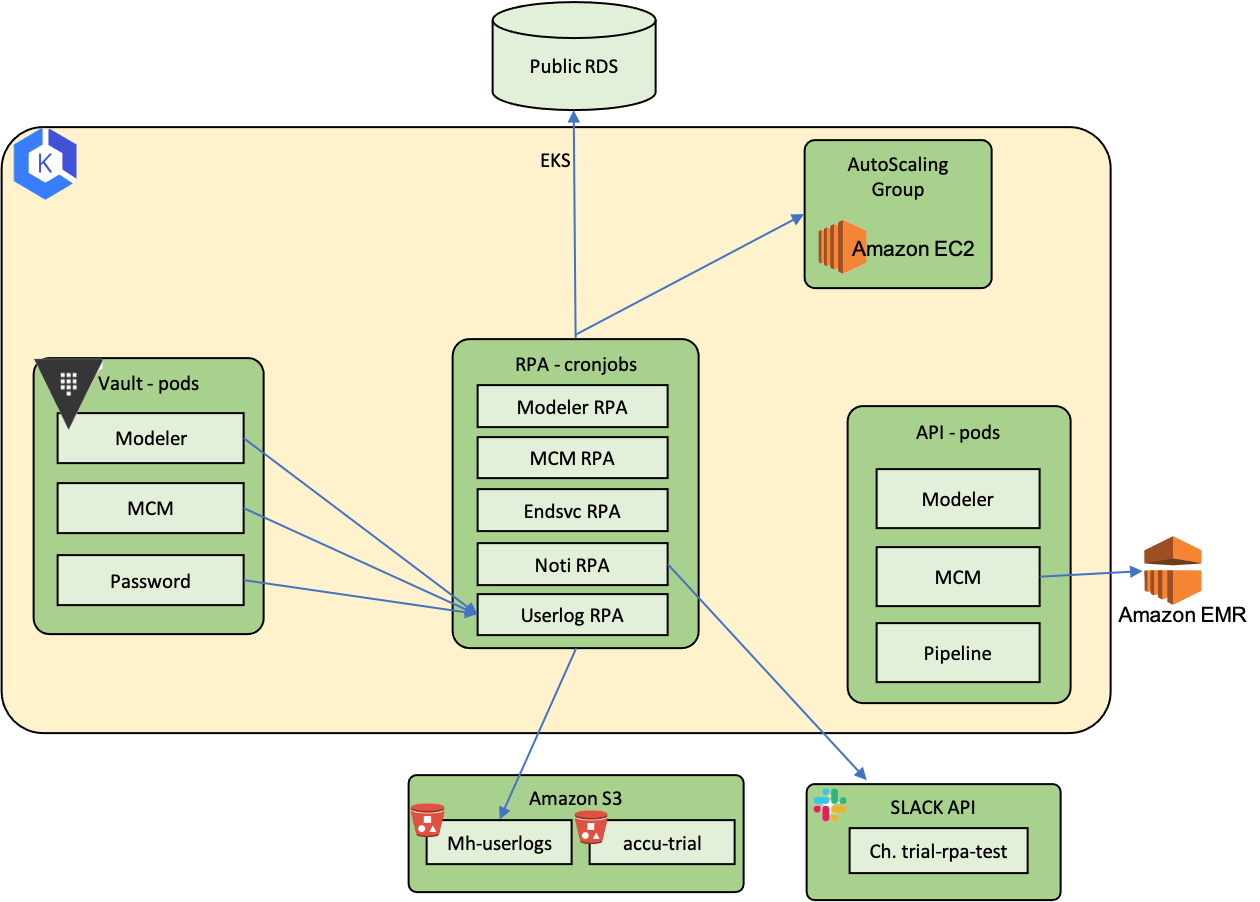 Public RDS
EKS
K
AutoScaling
Group
Amazon EC2
Vault - pods
Modeler
MCM
Password
RPA - cronjobs
Modeler RPA
MCM RPA
Endsvc RPA
Noti RPA
Userlog RPA
API - pods
Modeler
MCM
Pipeline
Amazon EMR
Amazon S3
Mh-userlogs
accu-trial
SLACK API
Ch. trial-rpa-test